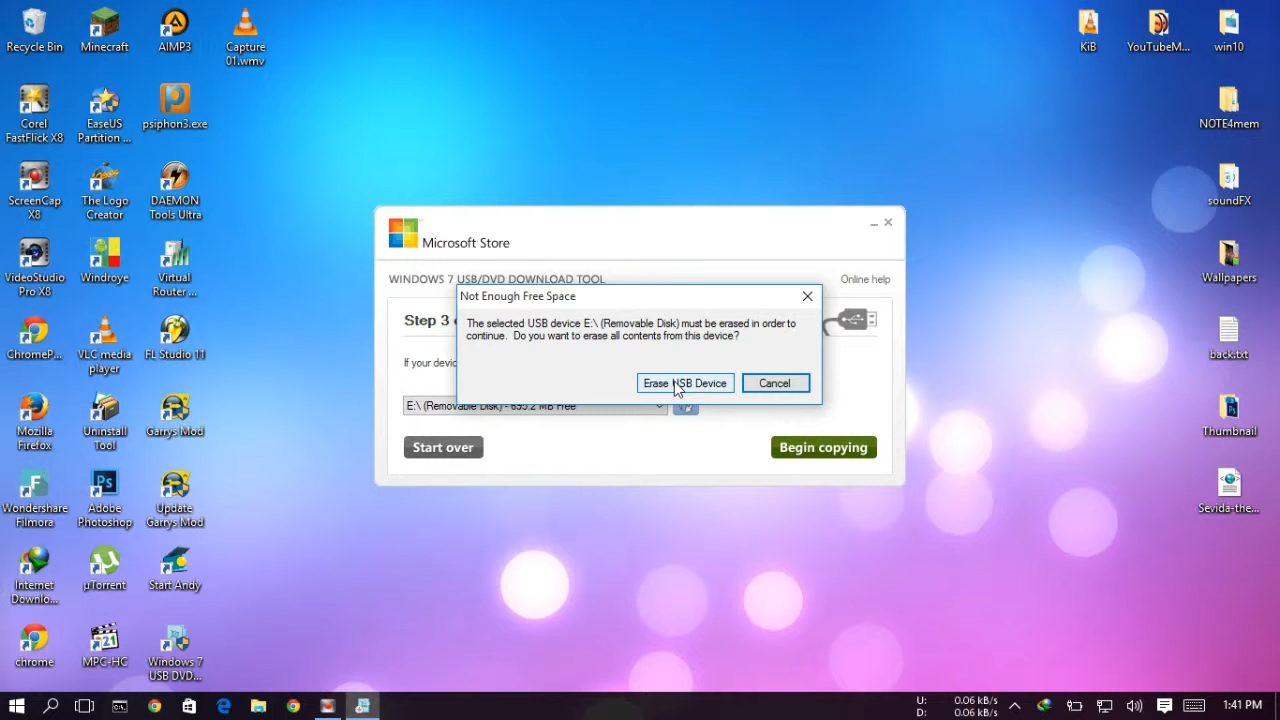 Recycle Bin
Minecraft
AIMP3
Capture
01.wmv
KiB
YouTubeM...
win10
Corel
FastFlick X8
EaseUS
Partition ...
psiphon3.exe
NOTE4mem
ScreenCap
X8
The Logo
Creator
DAEMON
Tools Ultra
soundFX
Microsoft Store
VideoStudio
Pro X8
Windroye
Virtual
Router ...
Wallpapers
WINDOWS 7 USB/DVD DOWNLOAD TOOL
Online help
Not Enough Free Space
The selected USB device E:\ (Removable Disk) must be erased in order to
continue. Do you want to erase all contents from this device?
Erase USB Device
Cancel
Step 3
If your devic
E:\ (Removable Disk) - 695.2 MB Free
Start over
Begin copying
ChromeP...
VLC media
player
FL Studio 11
back.txt
Mozilla
Firefox
Uninstall
Tool
Garrys Mod
Thumbnail
Wondershare
Filmora
Adobe
Photoshop
Update
Garrys Mod
Sevida-the...
Internet
Downlo...
µTorrent
Start Andy
chrome
MPC-HC
Windows 7
USB DVD...
U: 0.06 kB/s
D: 0.06 kB/s
1:41 PM